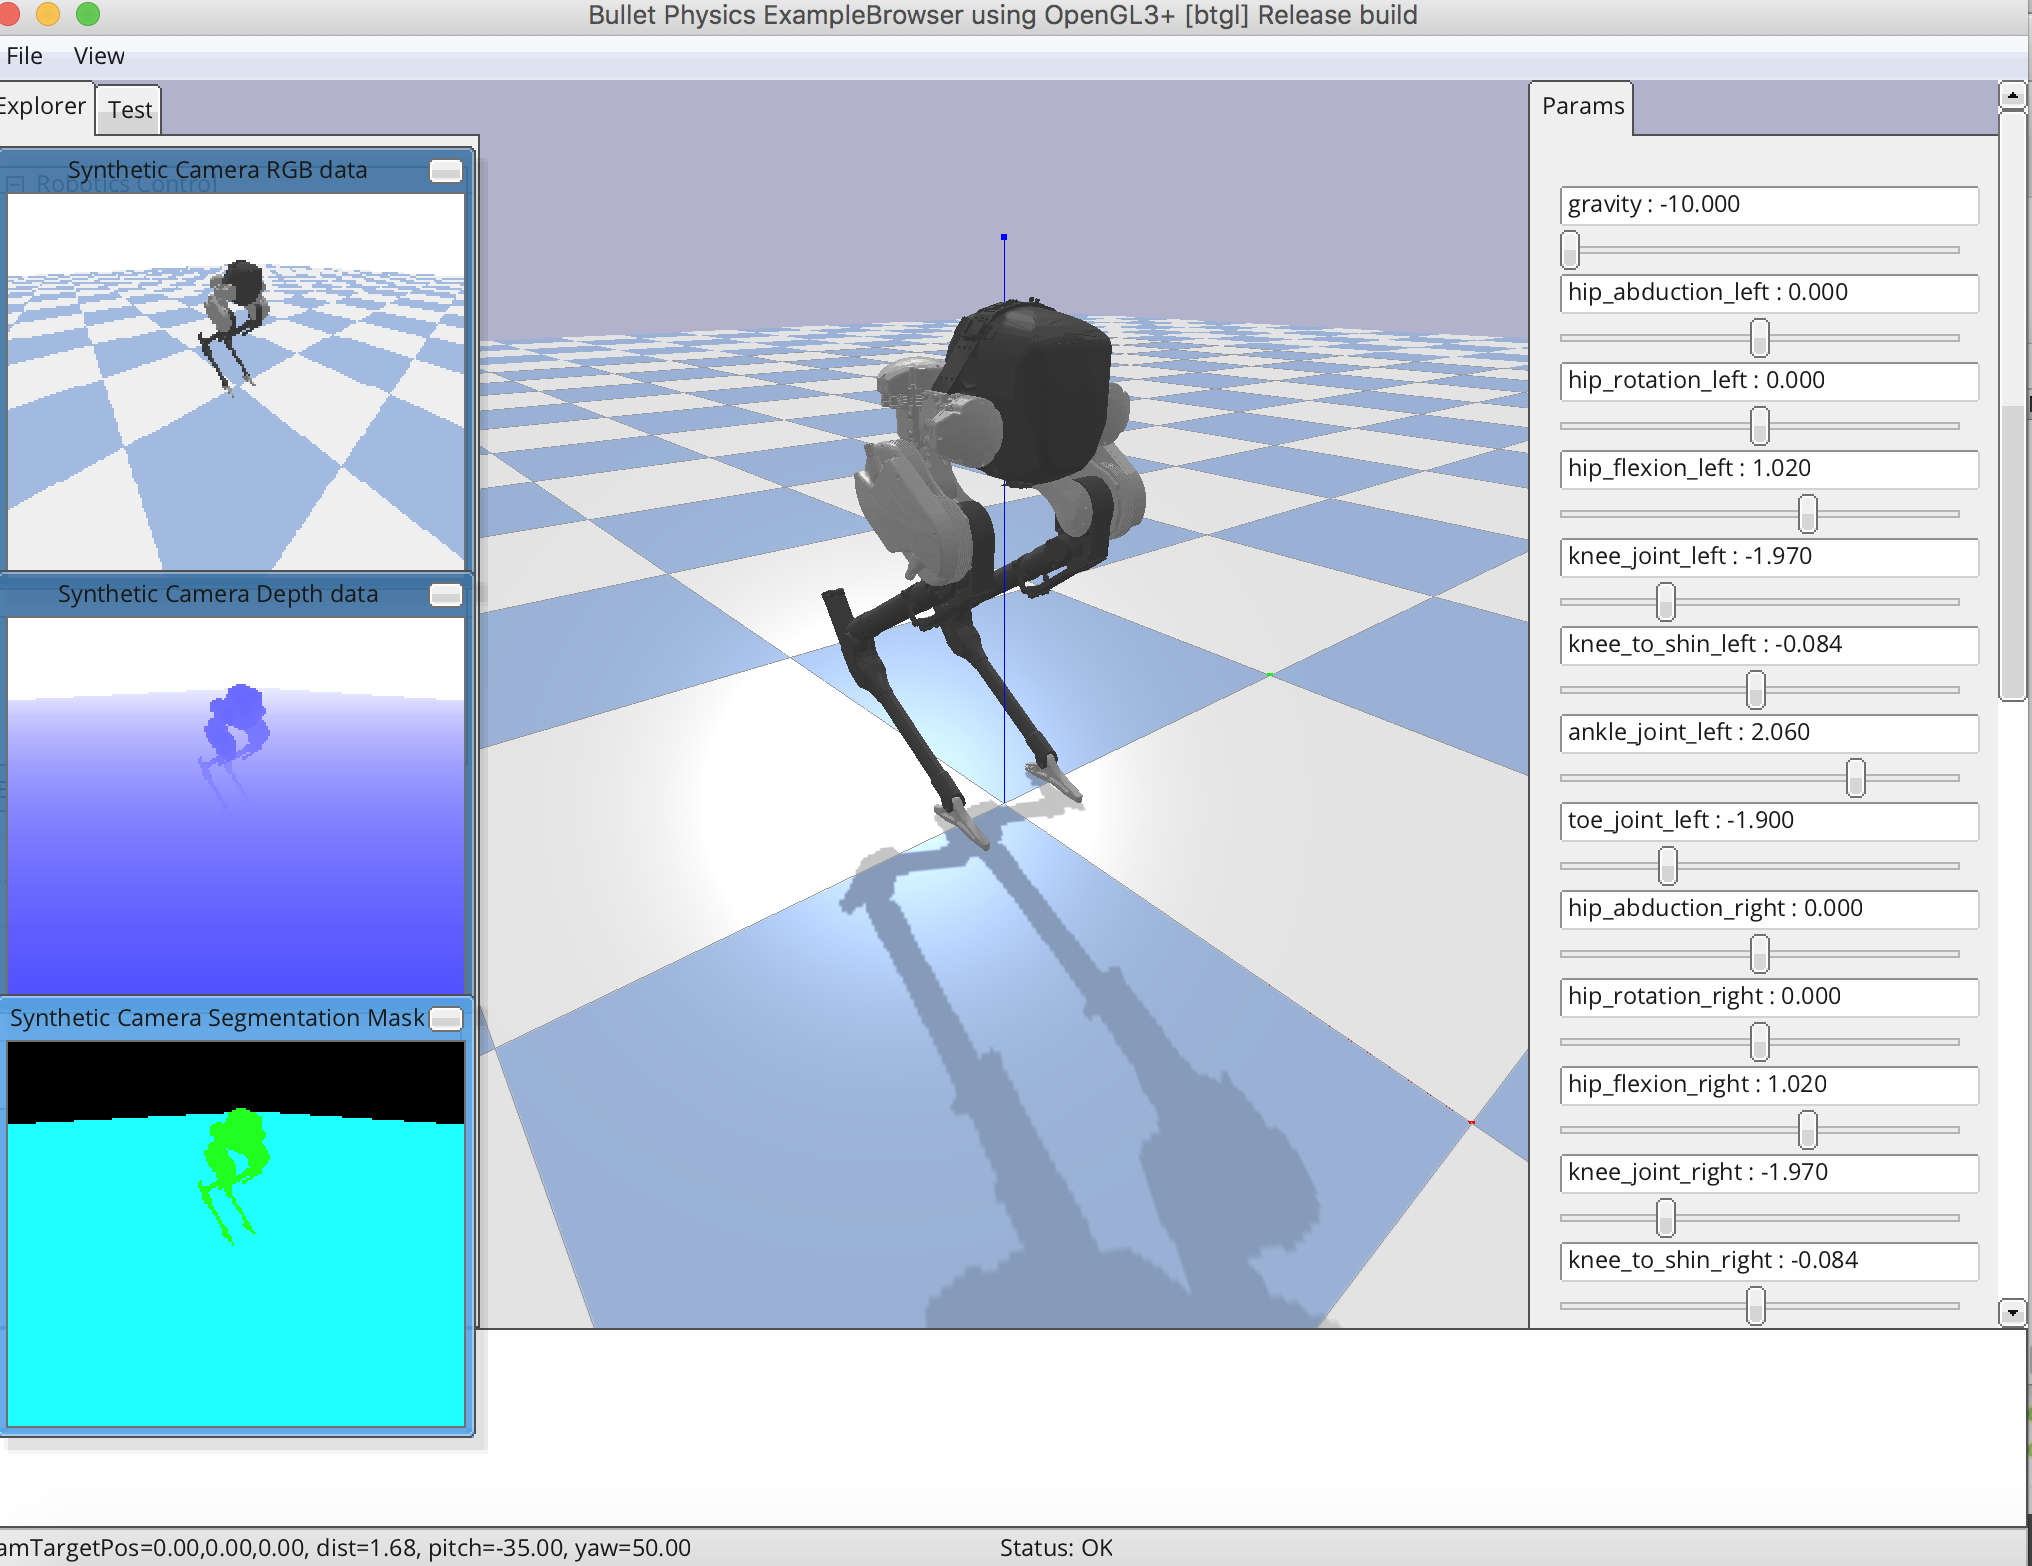 Bullet Physics ExampleBrowser using OpenGL3+ [btgl] Release build
File View
Explorer Test
Synthetic Camera RGB data
Robotics Control
Synthetic Camera Depth data
Synthetic Camera Segmentation Mask
Params
gravity : -10.000
hip_abduction_left : 0.000
hip_rotation_left : 0.000
hip_flexion_left : 1.020
knee_joint_left : -1.970
knee_to_shin_left : -0.084
ankle_joint_left : 2.060
toe_joint_left : -1.900
hip_abduction_right : 0.000
hip_rotation_right : 0.000
hip_flexion_right : 1.020
knee_joint_right : -1.970
knee_to_shin_right : -0.084
amTargetPos=0.00,0.00,0.00, dist=1.68, pitch=-35.00, yaw=50.00
Status: OK